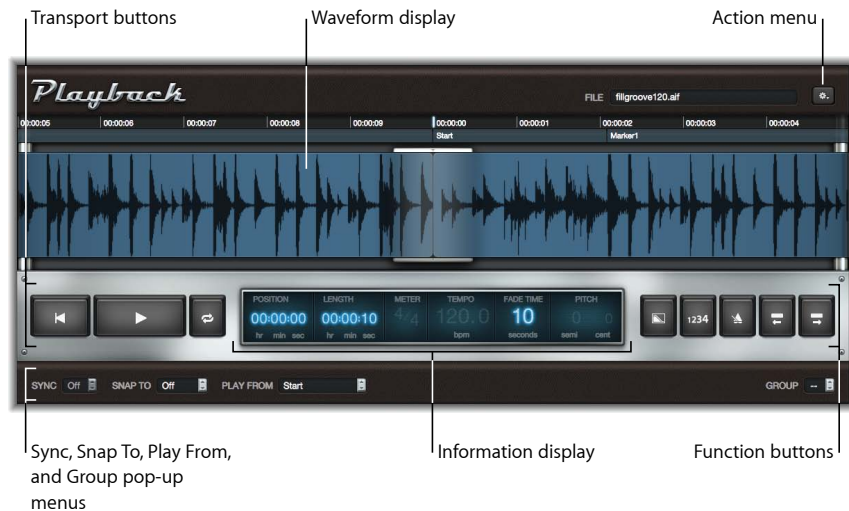 Transport buttons
Waveform display
Action menu
Playback
FILE fillgroove120.aif
00:00:05 00:00:06 00:00:07 00:00:08 00:00:09 00:00:00 00:00:01 00:00:02 00:00:03 00:00:04
Start Marker1
POSITION LENGTH METER TEMPO FADE TIME PITCH
00:00:00 00:00:10 4/4 120.0 10 0 0
hr min sec hr min sec bpm seconds semi cent
1234
SYNC Off SNAP TO Off PLAY FROM Start GROUP --
Sync, Snap To, Play From,
and Group pop-up
menus
Information display
Function buttons